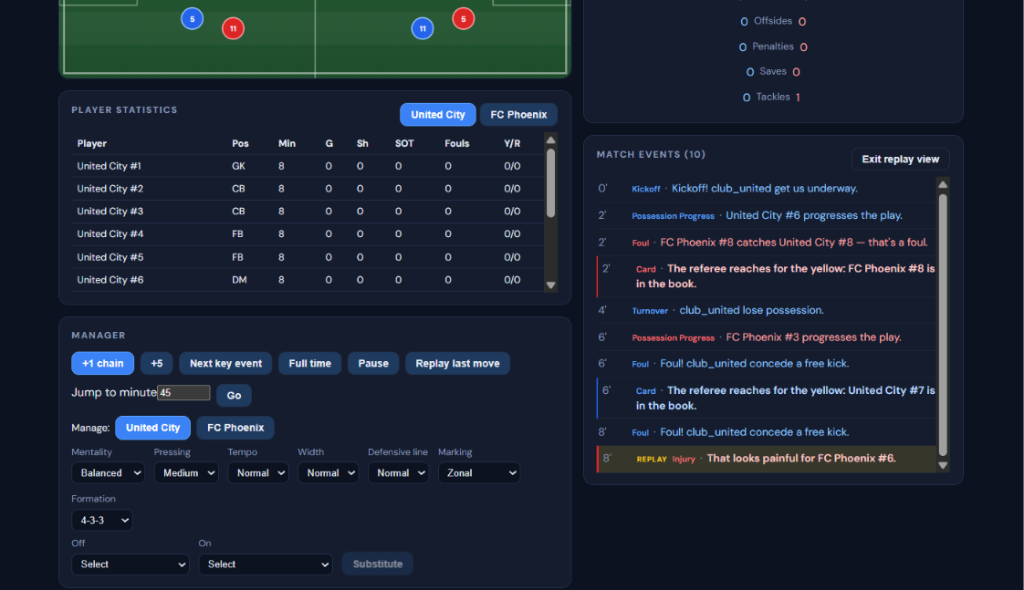 5
11
11
5
PLAYER STATISTICS
United City
FC Phoenix
Player Pos Min G Sh SOT Fouls Y/R
United City #1 GK 8 0 0 0 0 0/0
United City #2 CB 8 0 0 0 0 0/0
United City #3 CB 8 0 0 0 0 0/0
United City #4 FB 8 0 0 0 0 0/0
United City #5 FB 8 0 0 0 0 0/0
United City #6 DM 8 0 0 0 0 0/0
MANAGER
+1 chain +5 Next key event Full time Pause Replay last move
Jump to minute 45 Go
Manage: United City FC Phoenix
Mentality Pressing Tempo Width Defensive line Marking
Balanced Medium Normal Normal Normal Zonal
Formation
4-3-3
Off On
Select Select Substitute
0 Offsides 0
0 Penalties 0
0 Saves 0
0 Tackles 1
MATCH EVENTS (10)
Exit replay view
0' Kickoff · Kickoff! club_united get us underway.
2' Possession Progress · United City #6 progresses the play.
2' Foul · FC Phoenix #8 catches United City #8 — that's a foul.
2' Card · The referee reaches for the yellow: FC Phoenix #8 is
in the book.
4' Turnover · club_united lose possession.
6' Possession Progress · FC Phoenix #3 progresses the play.
6' Foul · Foul! club_united concede a free kick.
6' Card · The referee reaches for the yellow: United City #7 is
in the book.
8' Foul · Foul! club_united concede a free kick.
8' REPLAY Injury · That looks painful for FC Phoenix #6.